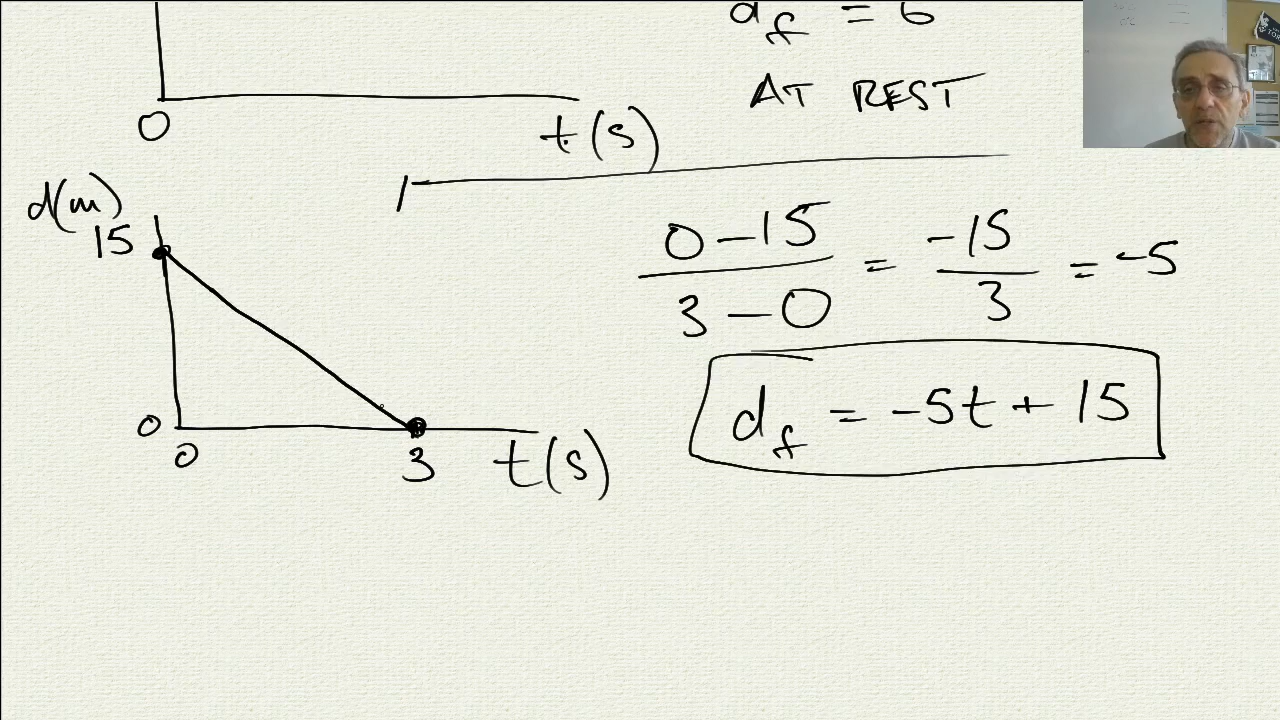 d_f = 6
AT REST
0
t(s)
d(m)
15
0
0
3
t(s)
0-15 / 3-0 = -15 / 3 = -5
d_f = -5t + 15